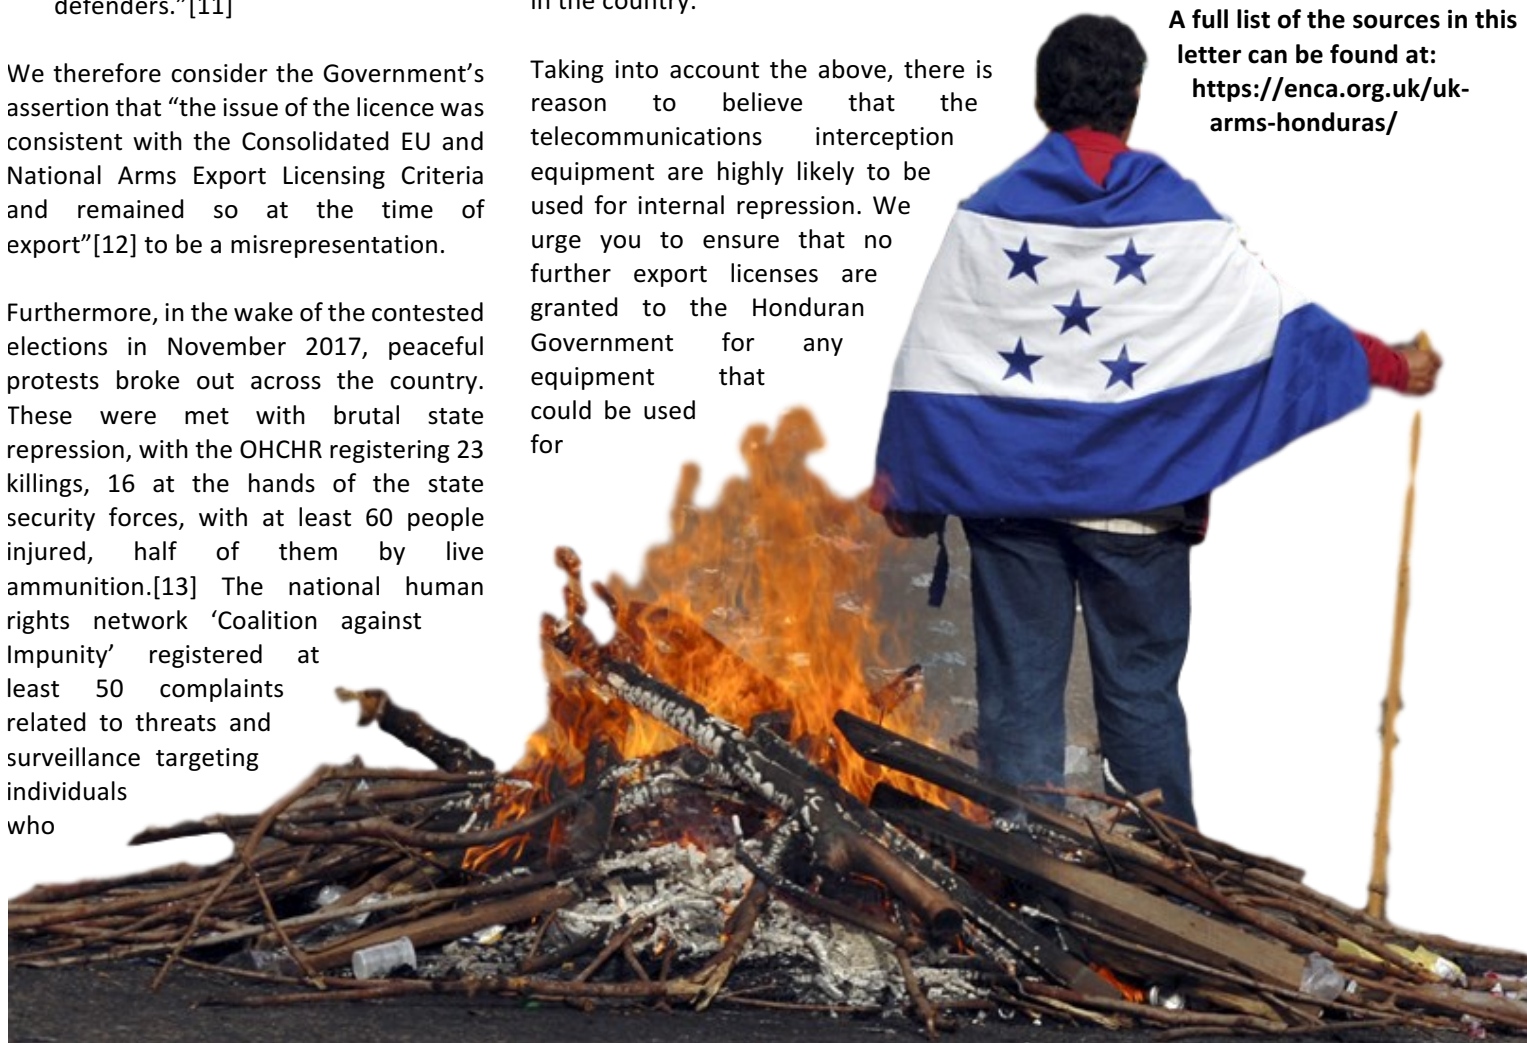 defenders.”[11]
We therefore consider the Government’s
assertion that “the issue of the licence was
consistent with the Consolidated EU and
National Arms Export Licensing Criteria
and remained so at the time of
export”[12] to be a misrepresentation.
Furthermore, in the wake of the contested
elections in November 2017, peaceful
protests broke out across the country.
These were met with brutal state
repression, with the OHCHR registering 23
killings, 16 at the hands of the state
security forces, with at least 60 people
injured, half of them by live
ammunition.[13] The national human
rights network ‘Coalition against
Impunity’ registered at
least 50 complaints
related to threats and
surveillance targeting
individuals
who
in the country.
Taking into account the above, there is
reason to believe that the
telecommunications interception
equipment are highly likely to be
used for internal repression. We
urge you to ensure that no
further export licenses are
granted to the Honduran
Government for any
equipment that
could be used
for
A full list of the sources in this
letter can be found at:
https://enca.org.uk/uk-
arms-honduras/